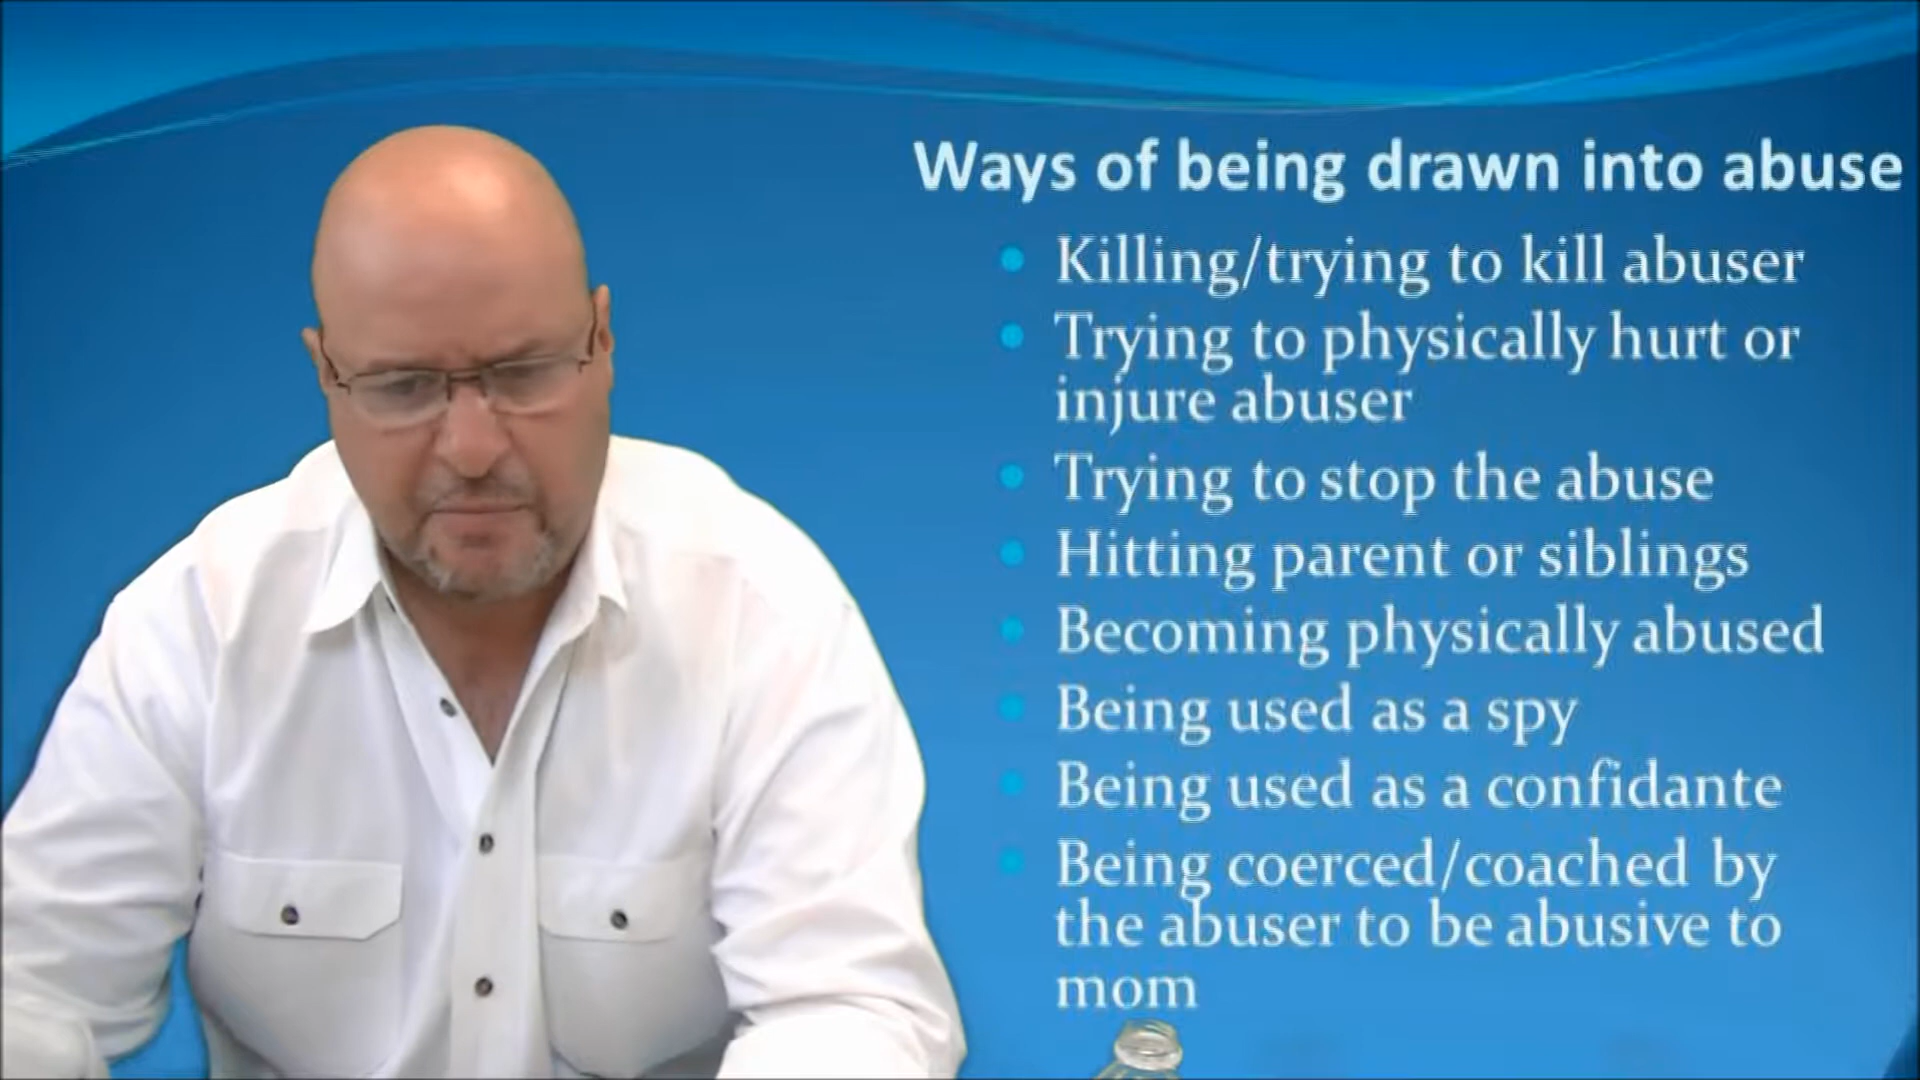 Ways of being drawn into abuse
Killing/trying to kill abuser
Trying to physically hurt or
injure abuser
Trying to stop the abuse
Hitting parent or siblings
Becoming physically abused
Being used as a spy
Being used as a confidante
Being coerced/coached by
the abuser to be abusive to
mom